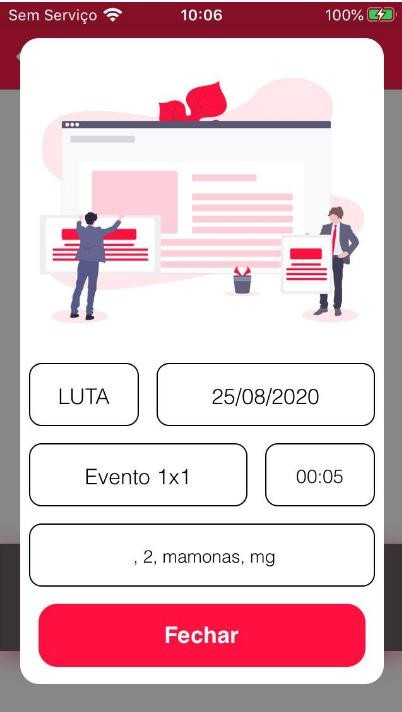 Sem Serviço 10:06 100%
LUTA 25/08/2020
Evento 1x1 00:05
, 2, mamonas, mg
Fechar